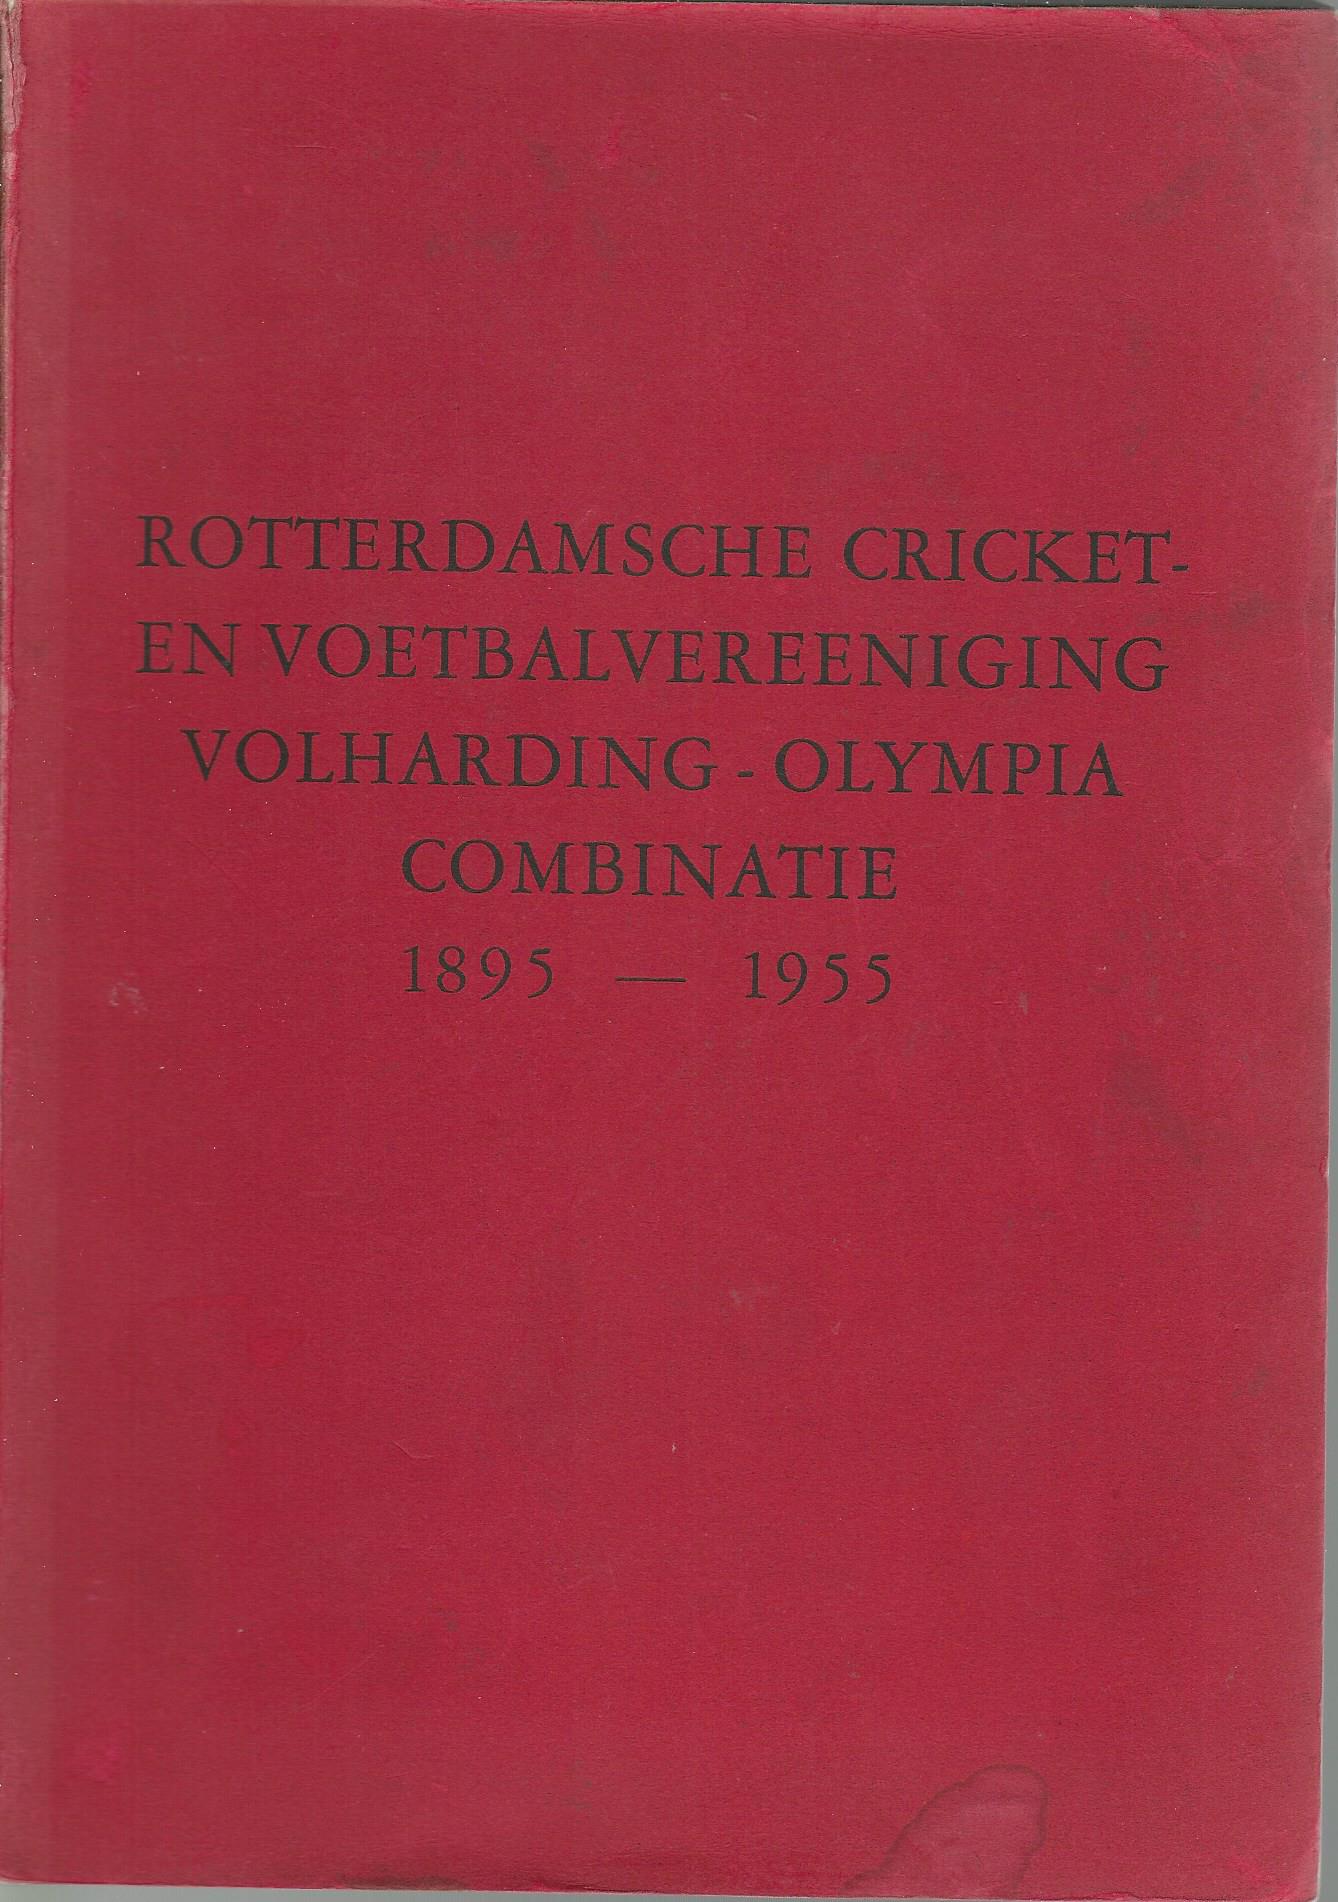 ROTTERDAMSCHE CRICKET-
EN VOETBALVEREENIGING
VOLHARDING - OLYMPIA
COMBINATIE
1895 — 1955